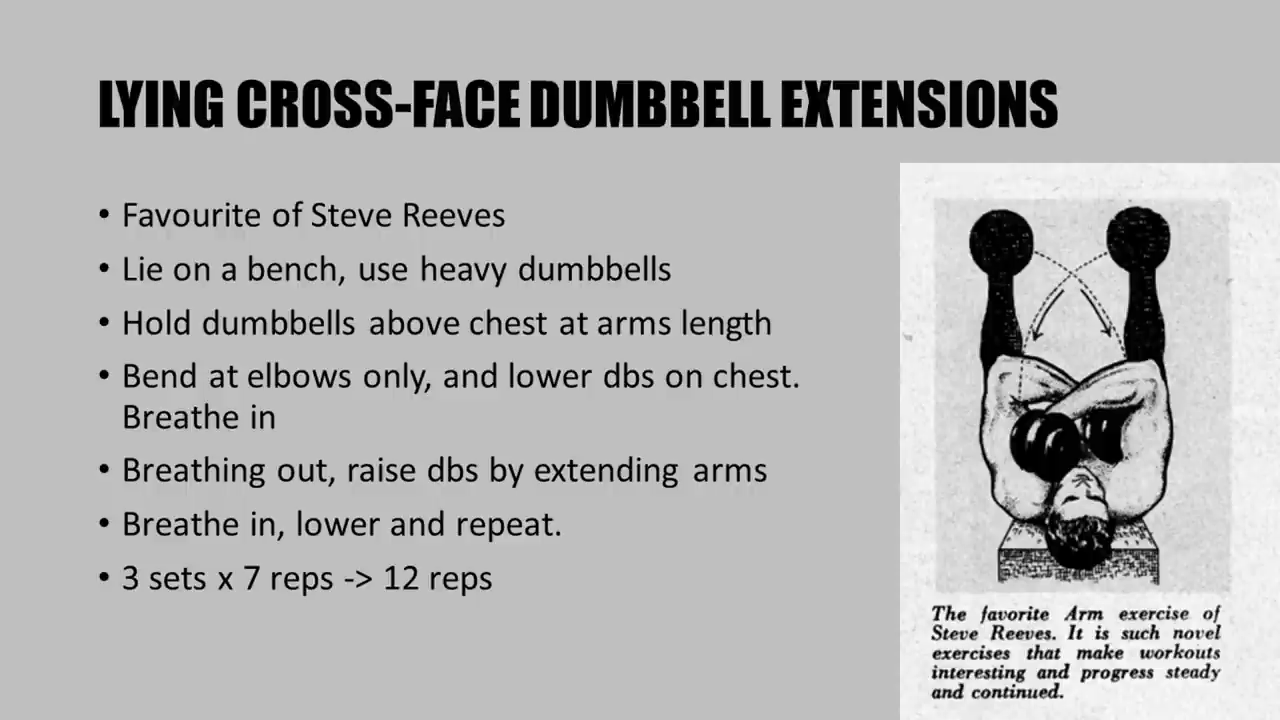 LYING CROSS-FACE DUMBBELL EXTENSIONS
• Favourite of Steve Reeves
• Lie on a bench, use heavy dumbbells
• Hold dumbbells above chest at arms length
• Bend at elbows only, and lower dbs on chest.
Breathe in
• Breathing out, raise dbs by extending arms
• Breathe in, lower and repeat.
• 3 sets x 7 reps -> 12 reps
The favorite Arm exercise of
Steve Reeves. It is such novel
exercises that make workouts
interesting and progress steady
and continued.